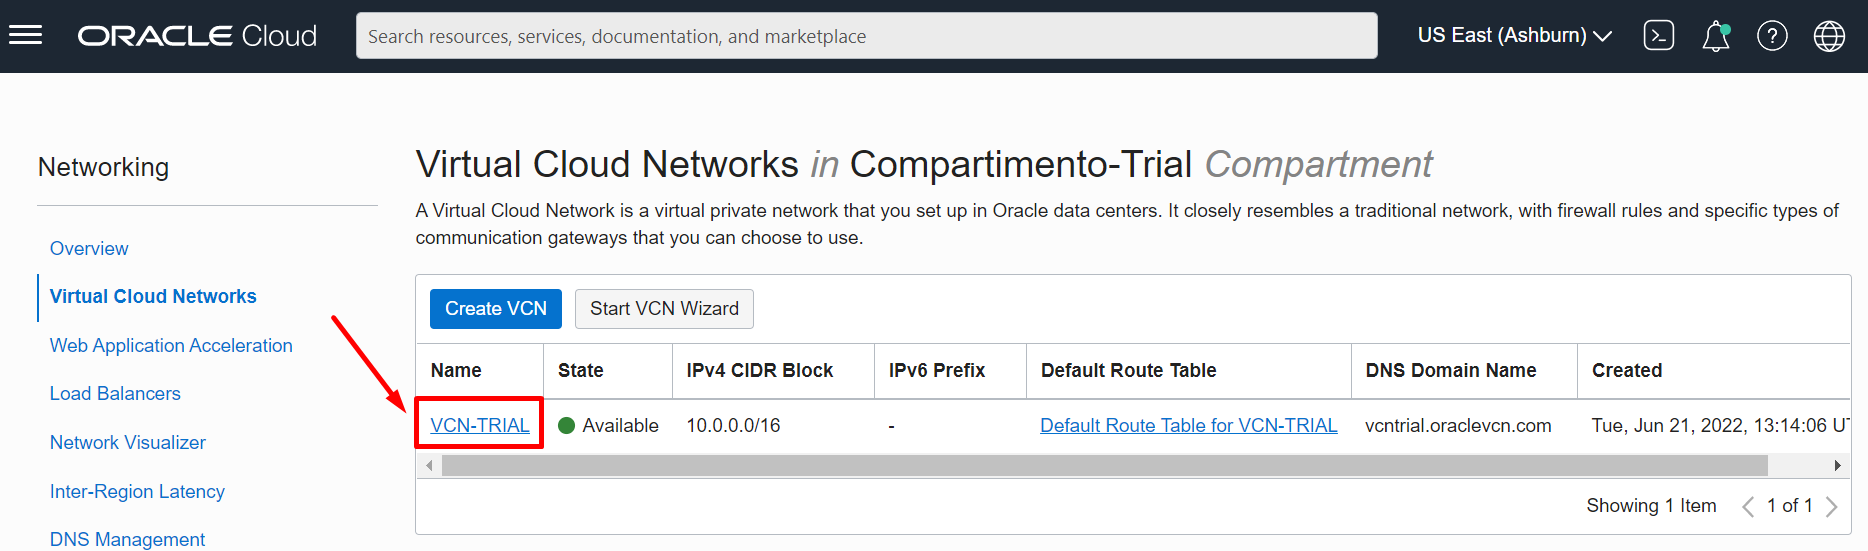 ORACLE Cloud
Search resources, services, documentation, and marketplace
US East (Ashburn)
Networking
Overview
Virtual Cloud Networks
Web Application Acceleration
Load Balancers
Network Visualizer
Inter-Region Latency
DNS Management
Virtual Cloud Networks in Compartimento-Trial Compartment
A Virtual Cloud Network is a virtual private network that you set up in Oracle data centers. It closely resembles a traditional network, with firewall rules and specific types of
communication gateways that you can choose to use.
Create VCN Start VCN Wizard
Name State IPv4 CIDR Block IPv6 Prefix Default Route Table DNS Domain Name Created
VCN-TRIAL Available 10.0.0.0/16 - Default Route Table for VCN-TRIAL vcntrial.oraclevcn.com Tue, Jun 21, 2022, 13:14:06
Showing 1 Item 1 of 1